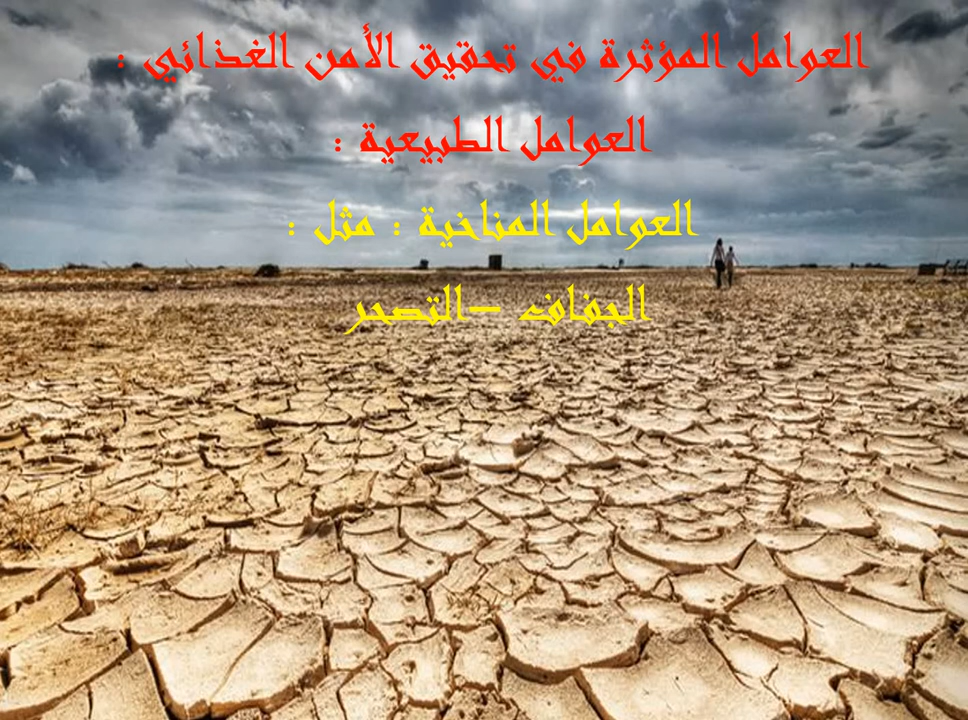 العوامل المؤثرة في تحقيق الأمن الغذائي :
العوامل الطبيعية :
العوامل المناخية : مثل :
الجفاف –التصحر